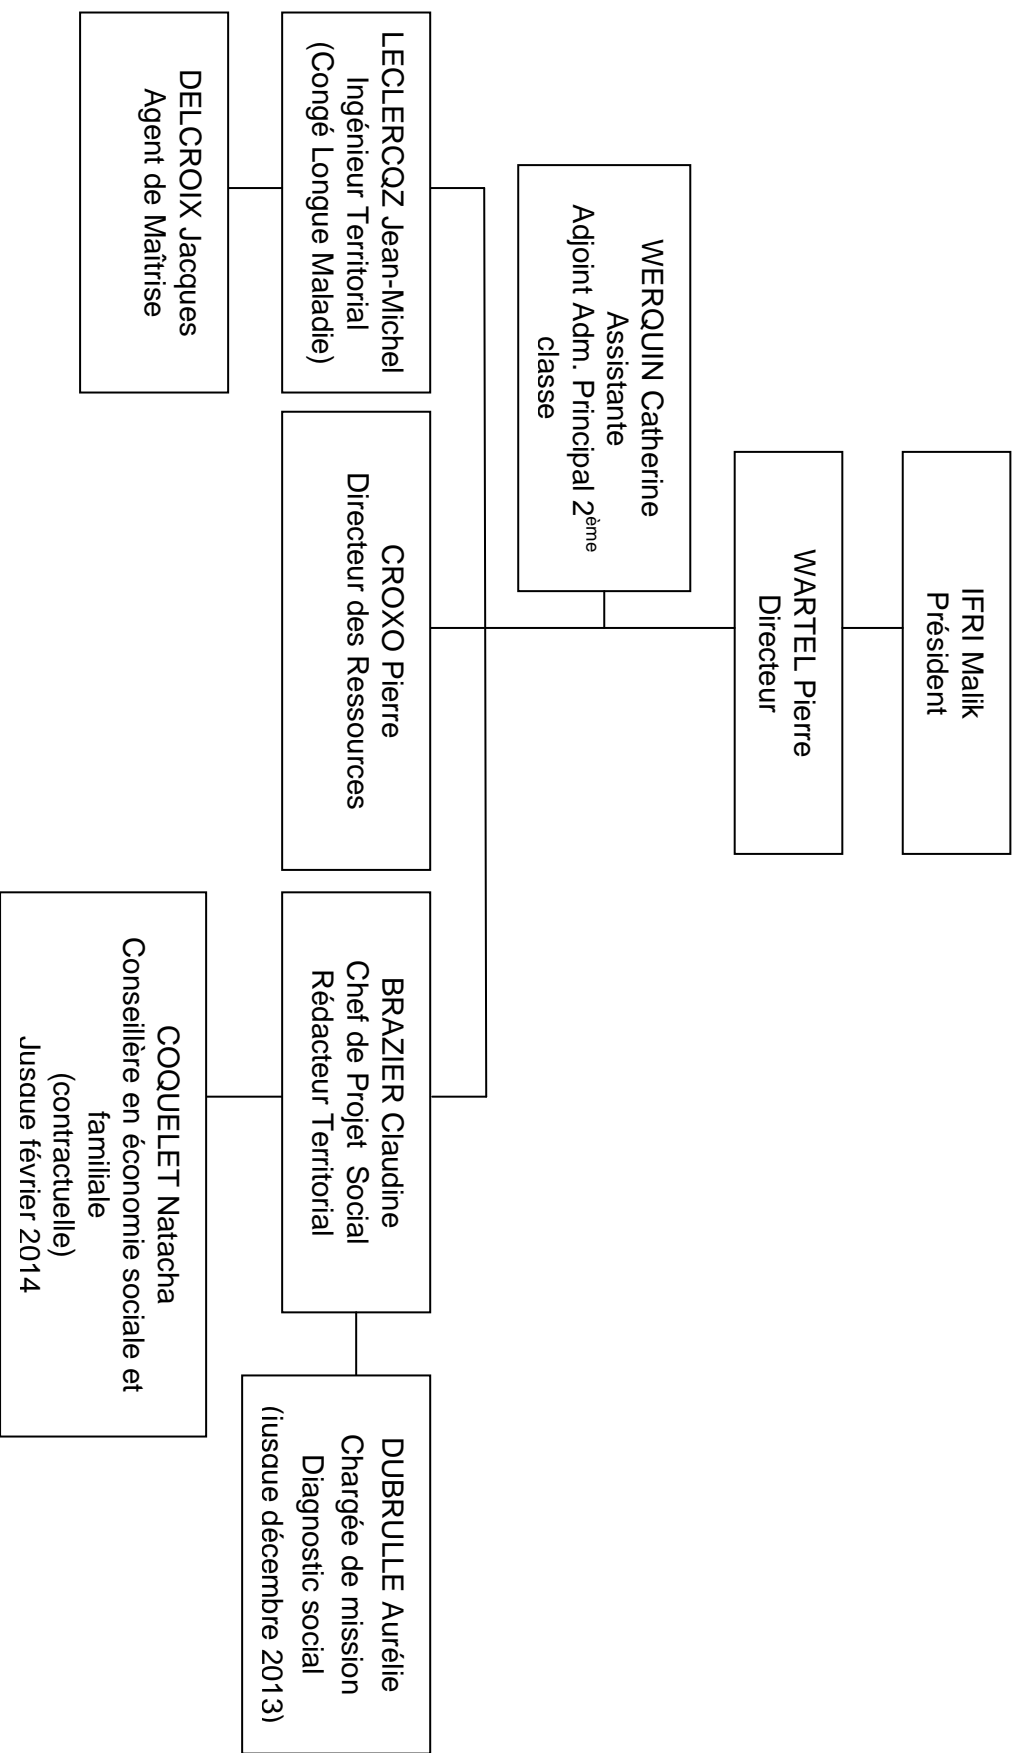 IFRI Malik
Président
WARTEL Pierre
Directeur
WERQUIN Catherine
Assistante
Adjoint Adm. Principal 2ème
classe
LECLERCQZ Jean-Michel
Ingénieur Territorial
(Congé Longue Maladie)
CROXO Pierre
Directeur des Ressources
BRAZIER Claudine
Chef de Projet Social
Rédacteur Territorial
DUBRULLE Aurélie
Chargée de mission
Diagnostic social
(jusque décembre 2013)
DELCROIX Jacques
Agent de Maîtrise
COQUELET Natacha
Conseillère en économie sociale et
familiale
(contractuelle)
Jusque février 2014